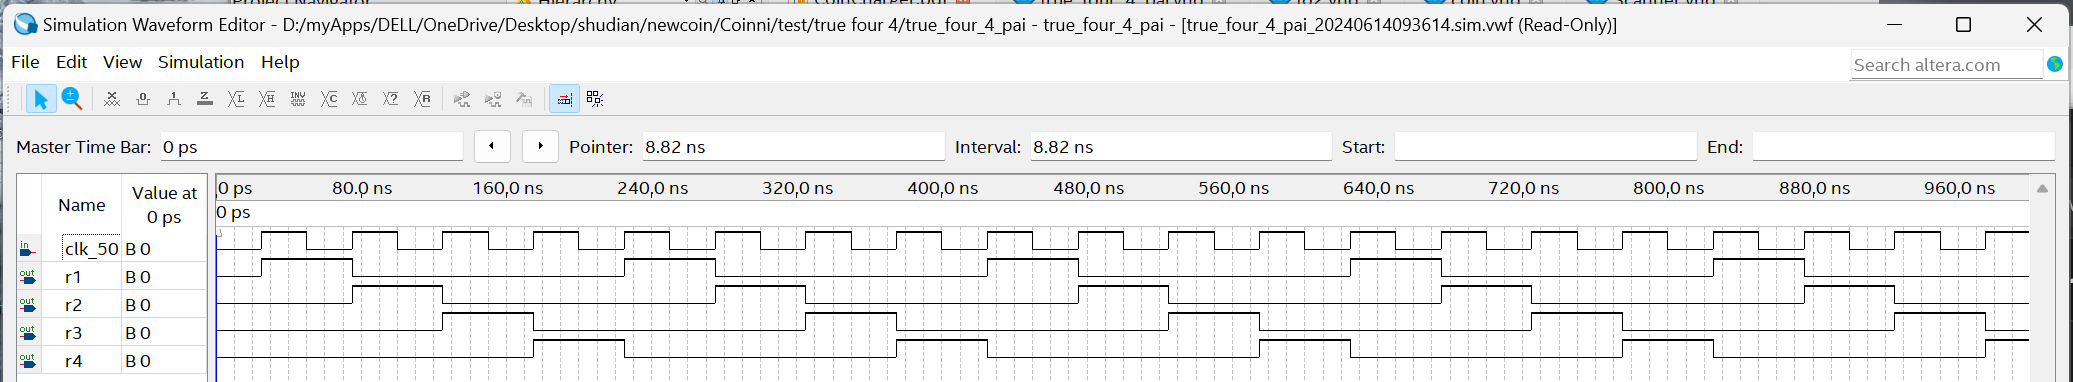 Simulation Waveform Editor - D:/myApps/DELL/OneDrive/Desktop/shudian/newcoin/Coinni/test/true four 4/true_four_4_pai - true_four_4_pai - [true_four_4_pai_20240614093614.sim.vwf (Read-Only)]
File Edit View Simulation Help
Search altera.com
Master Time Bar: 0 ps Pointer: 8.82 ns Interval: 8.82 ns Start: End:
Name Value at 0 ps
0 ps 80.0 ns 160.0 ns 240.0 ns 320.0 ns 400.0 ns 480.0 ns 560.0 ns 640.0 ns 720.0 ns 800.0 ns 880.0 ns 960.0 ns
0 ps
in clk_50 B 0
out r1 B 0
out r2 B 0
out r3 B 0
out r4 B 0